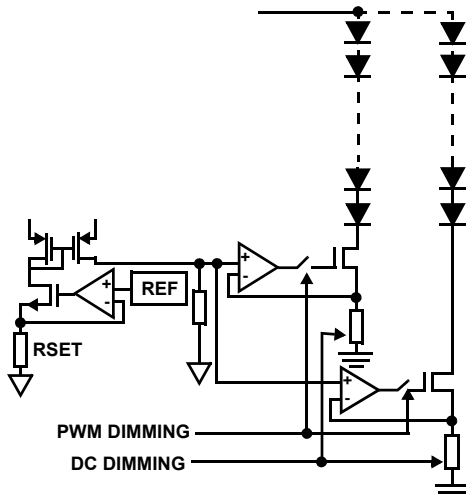 +
-
+
-
REF
RSET
+
-
PWM DIMMING
DC DIMMING